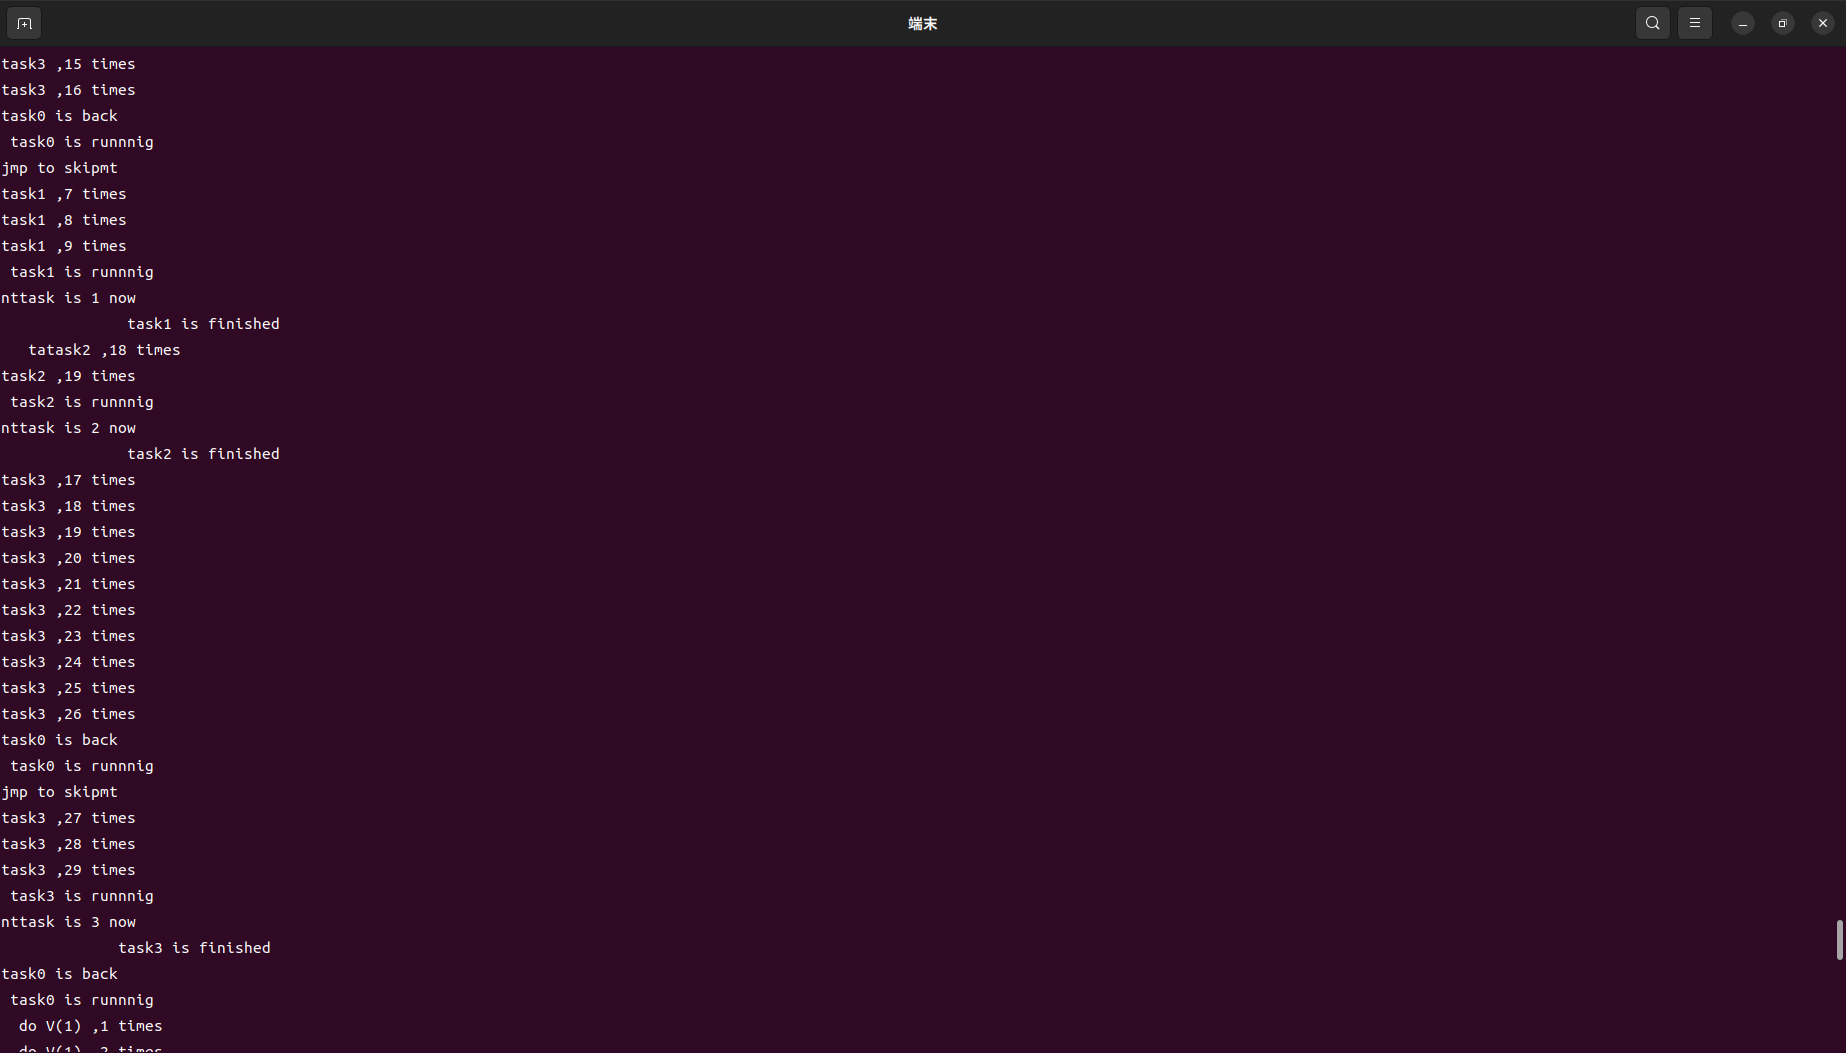 端末
task3 ,15 times
task3 ,16 times
task0 is back
 task0 is runnnig
jmp to skipmt
task1 ,7 times
task1 ,8 times
task1 ,9 times
 task1 is runnnig
nttask is 1 now
              task1 is finished
   tatask2 ,18 times
task2 ,19 times
 task2 is runnnig
nttask is 2 now
              task2 is finished
task3 ,17 times
task3 ,18 times
task3 ,19 times
task3 ,20 times
task3 ,21 times
task3 ,22 times
task3 ,23 times
task3 ,24 times
task3 ,25 times
task3 ,26 times
task0 is back
 task0 is runnnig
jmp to skipmt
task3 ,27 times
task3 ,28 times
task3 ,29 times
 task3 is runnnig
nttask is 3 now
             task3 is finished
task0 is back
 task0 is runnnig
  do V(1) ,1 times
  do V(1) ,2 times